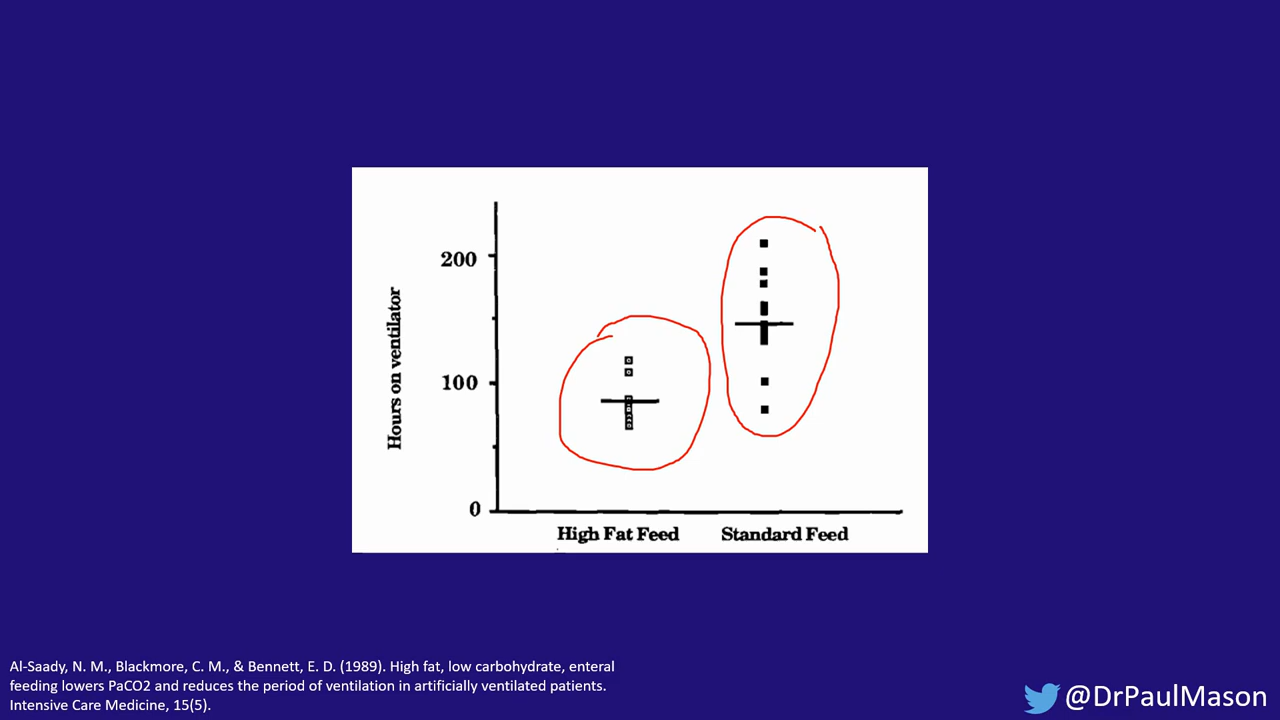 200
100
0
Hours on ventilator
High Fat Feed
Standard Feed
Al-Saady, N. M., Blackmore, C. M., & Bennett, E. D. (1989). High fat, low carbohydrate, enteral
feeding lowers PaCO2 and reduces the period of ventilation in artificially ventilated patients.
Intensive Care Medicine, 15(5).
@DrPaulMason